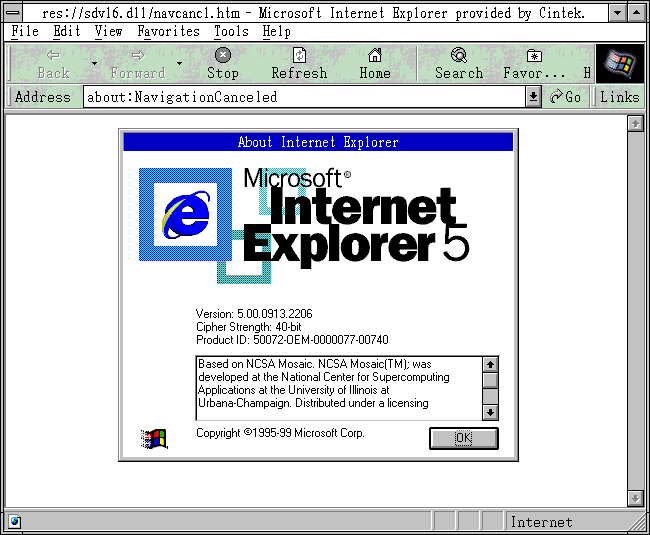 res://sdv16.dll/navcancl.htm - Microsoft Internet Explorer provided by Cintek.
File Edit View Favorites Tools Help
Back Forward Stop Refresh Home Search Favor... H
Address about:NavigationCanceled Go Links
About Internet Explorer
Microsoft®
Internet
Explorer 5
Version: 5.00.0913.2206
Cipher Strength: 40-bit
Product ID: 50072-OEM-0000077-00740
Based on NCSA Mosaic. NCSA Mosaic(TM); was
developed at the National Center for Supercomputing
Applications at the University of Illinois at
Urbana-Champaign. Distributed under a licensing
Copyright ©1995-99 Microsoft Corp.
OK
Internet